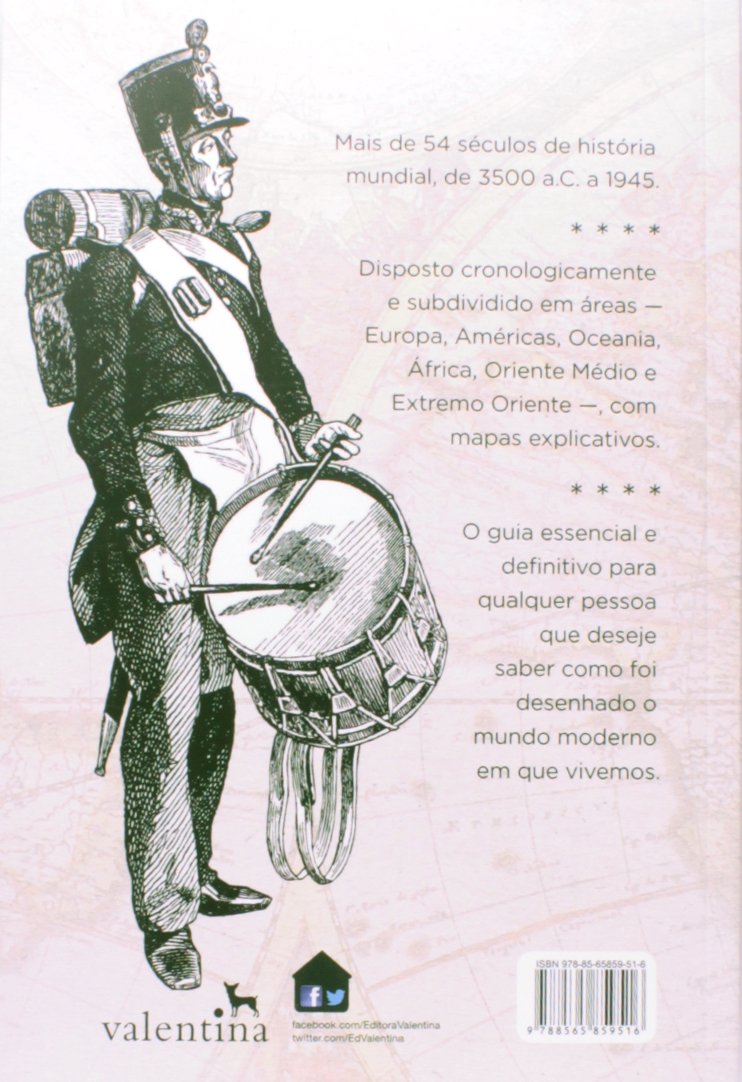 Mais de 54 séculos de história
mundial, de 3500 a.C. a 1945.
* * * *
Disposto cronologicamente
e subdividido em áreas —
Europa, Américas, Oceania,
África, Oriente Médio e
Extremo Oriente —, com
mapas explicativos.
* * * *
O guia essencial e
definitivo para
qualquer pessoa
que deseje
saber como foi
desenhado o
mundo moderno
em que vivemos.
valentina
facebook.com/EditoraValentina
twitter.com/EdValentina
ISBN 978-85-65859-51-6
9 788565 859516